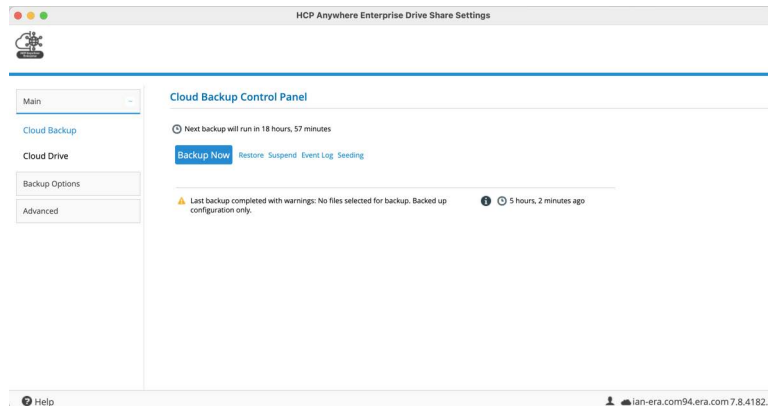 HCP Anywhere Enterprise Drive Share Settings
Main
Cloud Backup
Cloud Drive
Backup Options
Advanced
Cloud Backup Control Panel
Next backup will run in 18 hours, 57 minutes
Backup Now Restore Suspend Event Log Seeding
Last backup completed with warnings: No files selected for backup. Backed up
configuration only.
5 hours, 2 minutes ago
Help
ian-era.com94.era.com 7.8.4182.